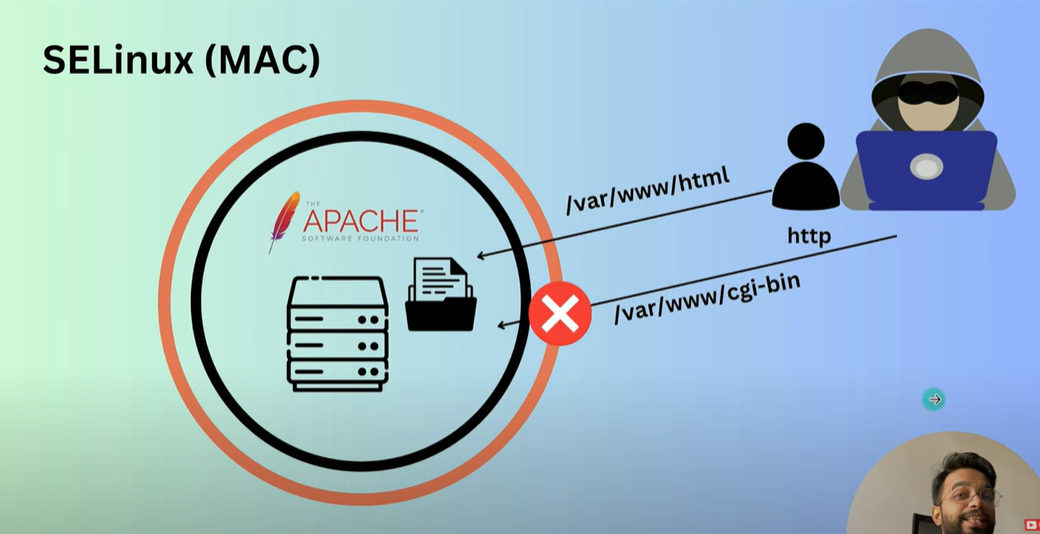 SELinux (MAC)
THE
APACHE®
SOFTWARE FOUNDATION
/var/www/html
http
/var/www/cgi-bin